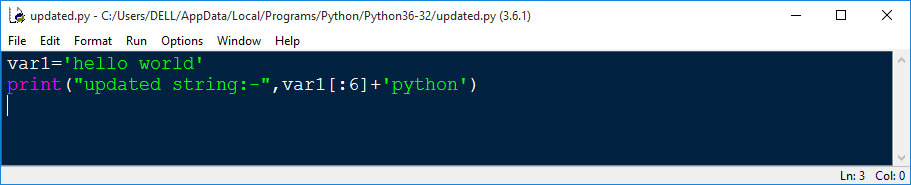 updated.py - C:/Users/DELL/AppData/Local/Programs/Python/Python36-32/updated.py (3.6.1)
File Edit Format Run Options Window Help
var1='hello world'
print("updated string:-",var1[:6]+'python')
Ln: 3 Col: 0